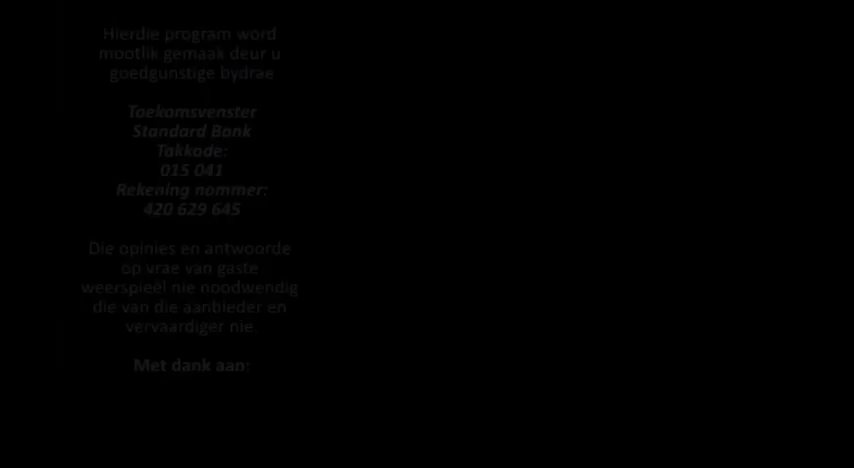 Hierdie program word
mootlik gemaak deur u
goedgunstige bydrae
Toekomsvenster
Standard Bank
Takkode:
015 041
Rekening nommer:
420 629 645
Die opinies en antwoorde
op vrae van gaste
weerspieël nie noodwendig
die van die aanbieder en
vervaardiger nie.
Met dank aan: